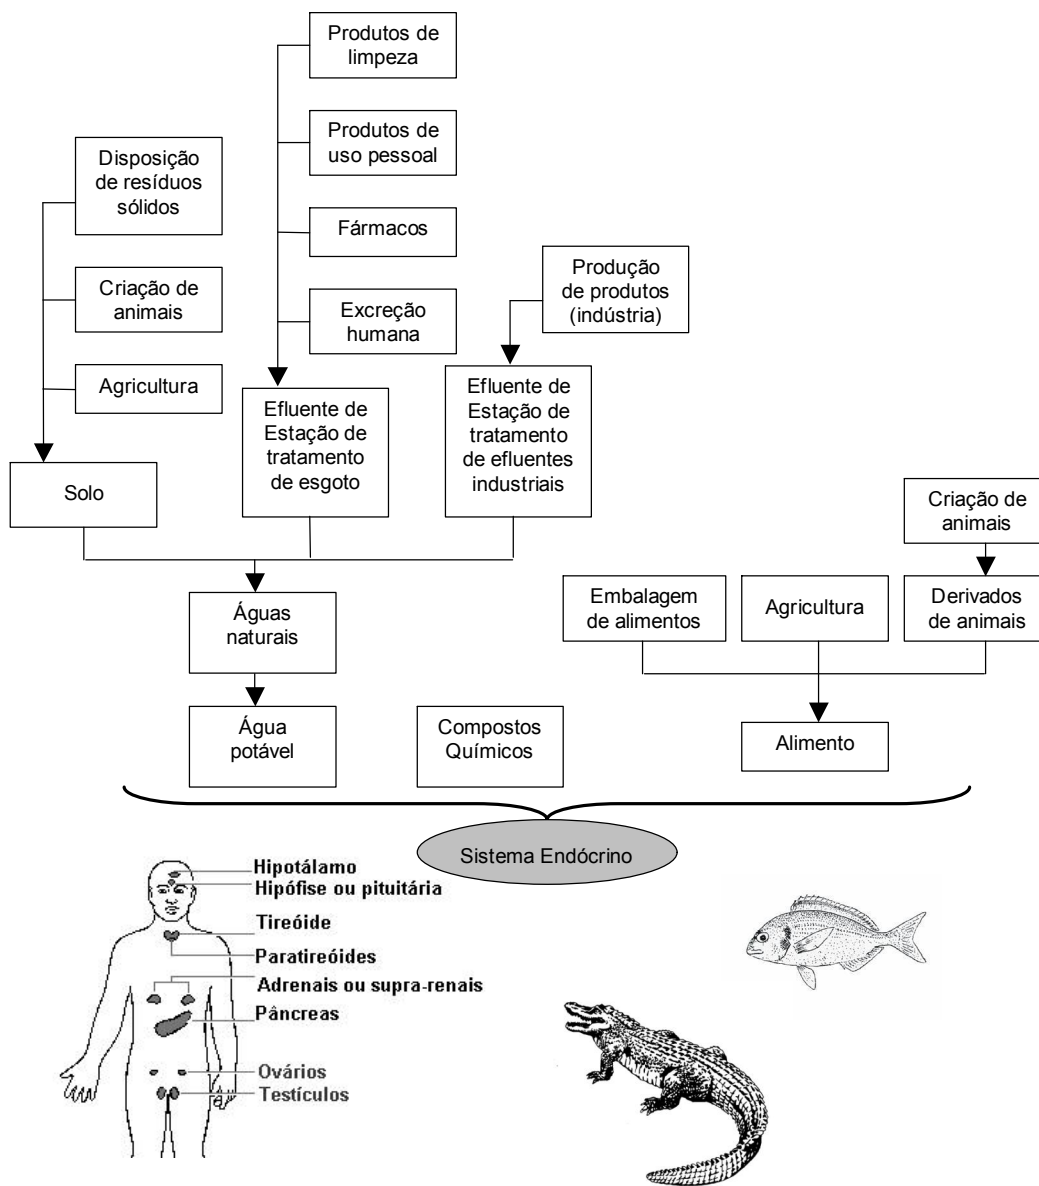 Produtos de
limpeza
Produtos de
uso pessoal
Disposição
de resíduos
sólidos
Fármacos
Produção
de produtos
(indústria)
Criação de
animais
Excreção
humana
Agricultura
Efluente de
Estação de
tratamento
de esgoto
Efluente de
Estação de
tratamento
de efluentes
industriais
Solo
Criação de
animais
Águas
naturais
Embalagem
de alimentos
Agricultura
Derivados
de animais
Água
potável
Compostos
Químicos
Alimento
Sistema Endócrino
Hipotálamo
Hipófise ou pituitária
Tireóide
Paratireóides
Adrenais ou supra-renais
Pâncreas
Ovários
Testículos